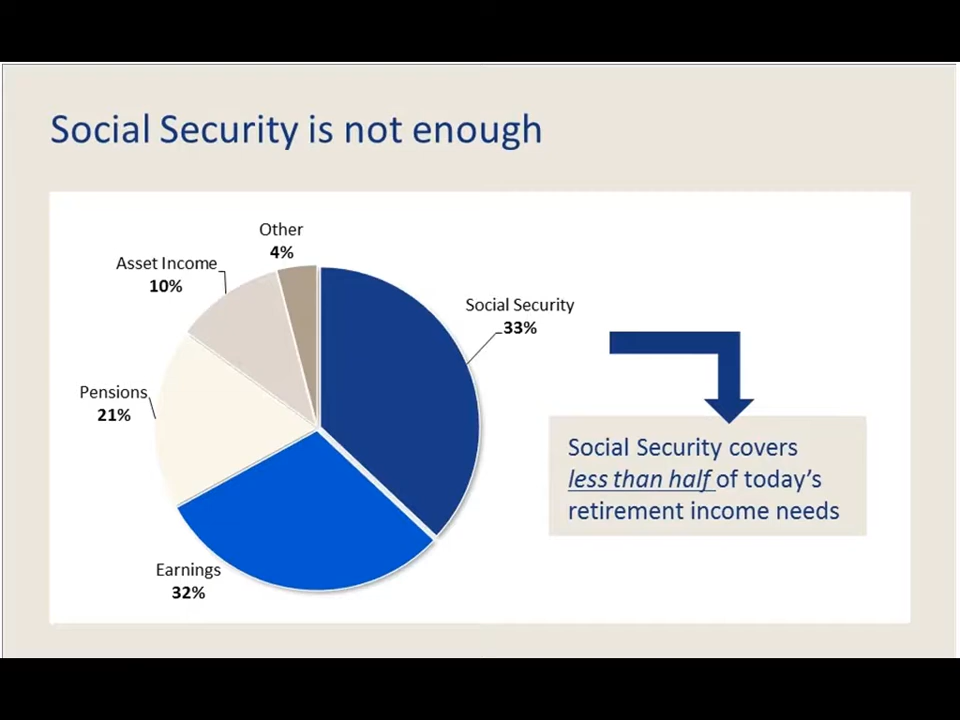 Social Security is not enough
Other
4%
Asset Income
10%
Social Security
33%
Pensions
21%
Earnings
32%
Social Security covers
less than half of today's
retirement income needs